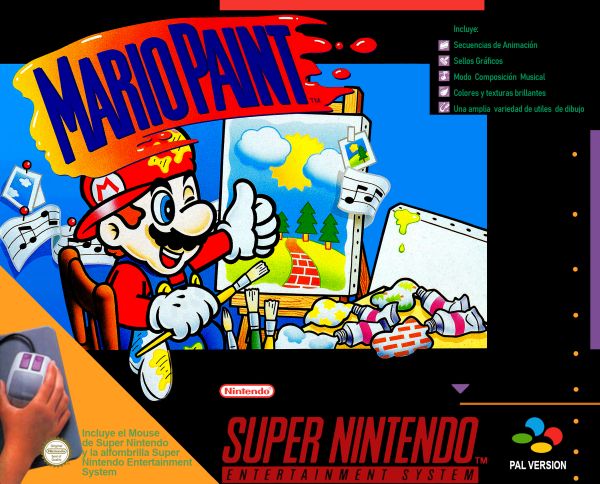 Incluye:
Secuencias de Animación
Sellos Gráficos
Modo Composición Musical
Colores y texturas brillantes
Una amplia variedad de utiles de dibujo
MARIO PAINT
TM
M
Nintendo
Incluye el Mouse
de Super Nintendo
y la alfombrilla Super
Nintendo Entertainment
System
SUPER NINTENDO
TM
ENTERTAINMENT SYSTEM
PAL VERSION